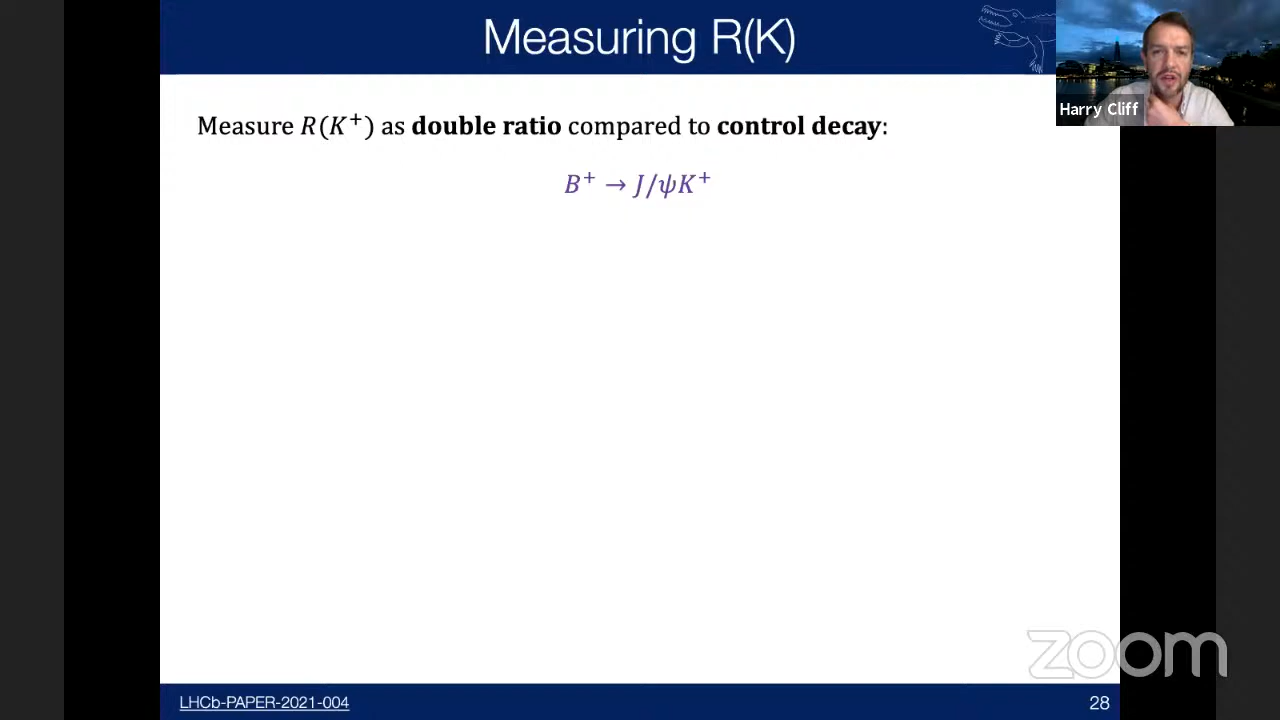 Measuring R(K)
Harry Cliff
Measure R(K⁺) as double ratio compared to control decay:
B⁺ → J/ψK⁺
zoom
LHCb-PAPER-2021-004
28